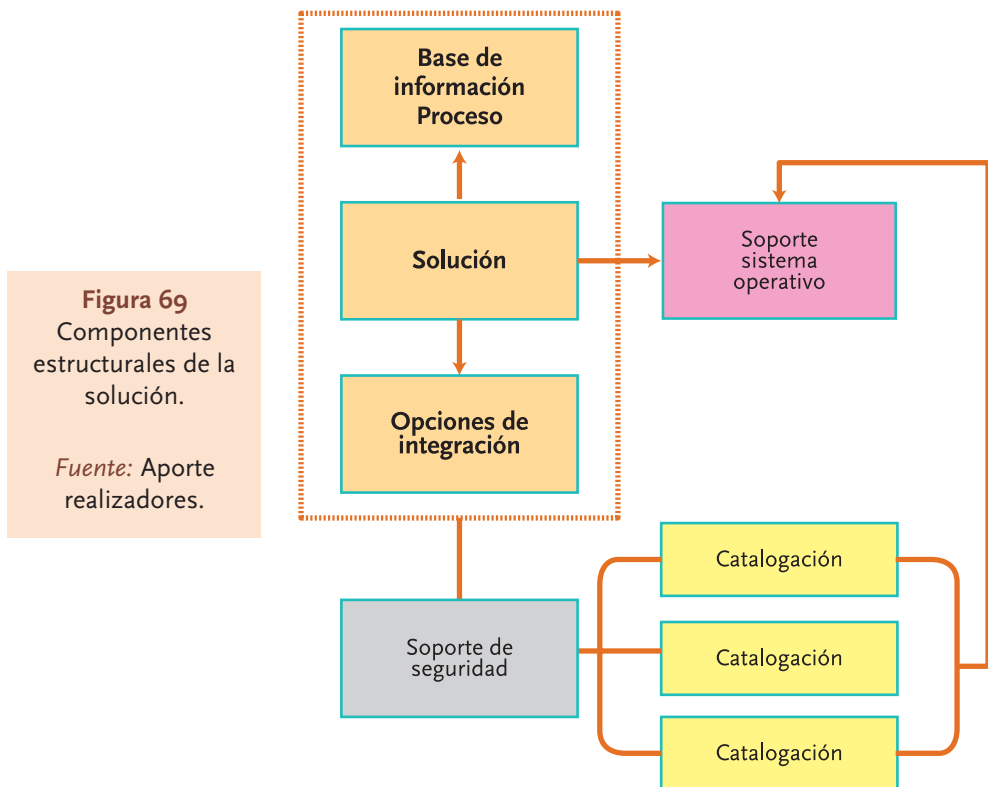 Base de
información
Proceso
Solución
Soporte
sistema
operativo
Figura 69
Componentes
estructurales de la
solución.
Fuente: Aporte
realizadores.
Opciones de
integración
Catalogación
Soporte de
seguridad
Catalogación
Catalogación